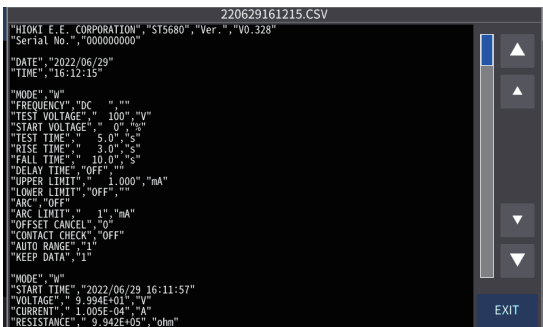 220629161215.CSV
"HIOKI E.E. CORPORATION","ST5680","Ver.","V0.328"
"Serial No.","000000000"
"DATE","2022/06/29"
"TIME","16:12:15"
"MODE","W"
"FREQUENCY","DC   ",""
"TEST VOLTAGE","  100","V"
"START VOLTAGE","  0","%"
"TEST TIME","   5.0","s"
"RISE TIME","   3.0","s"
"FALL TIME","  10.0","s"
"DELAY TIME","OFF",""
"UPPER LIMIT","   1.000","mA"
"LOWER LIMIT","OFF",""
"ARC","OFF"
"ARC LIMIT","  1","mA"
"OFFSET CANCEL","0"
"CONTACT CHECK","OFF"
"AUTO RANGE","1"
"KEEP DATA","1"
"MODE","W"
"START TIME","2022/06/29 16:11:57"
"VOLTAGE"," 9.994E+01","V"
"CURRENT"," 1.005E-04","A"
"RESISTANCE"," 9.942E+05","ohm"
EXIT